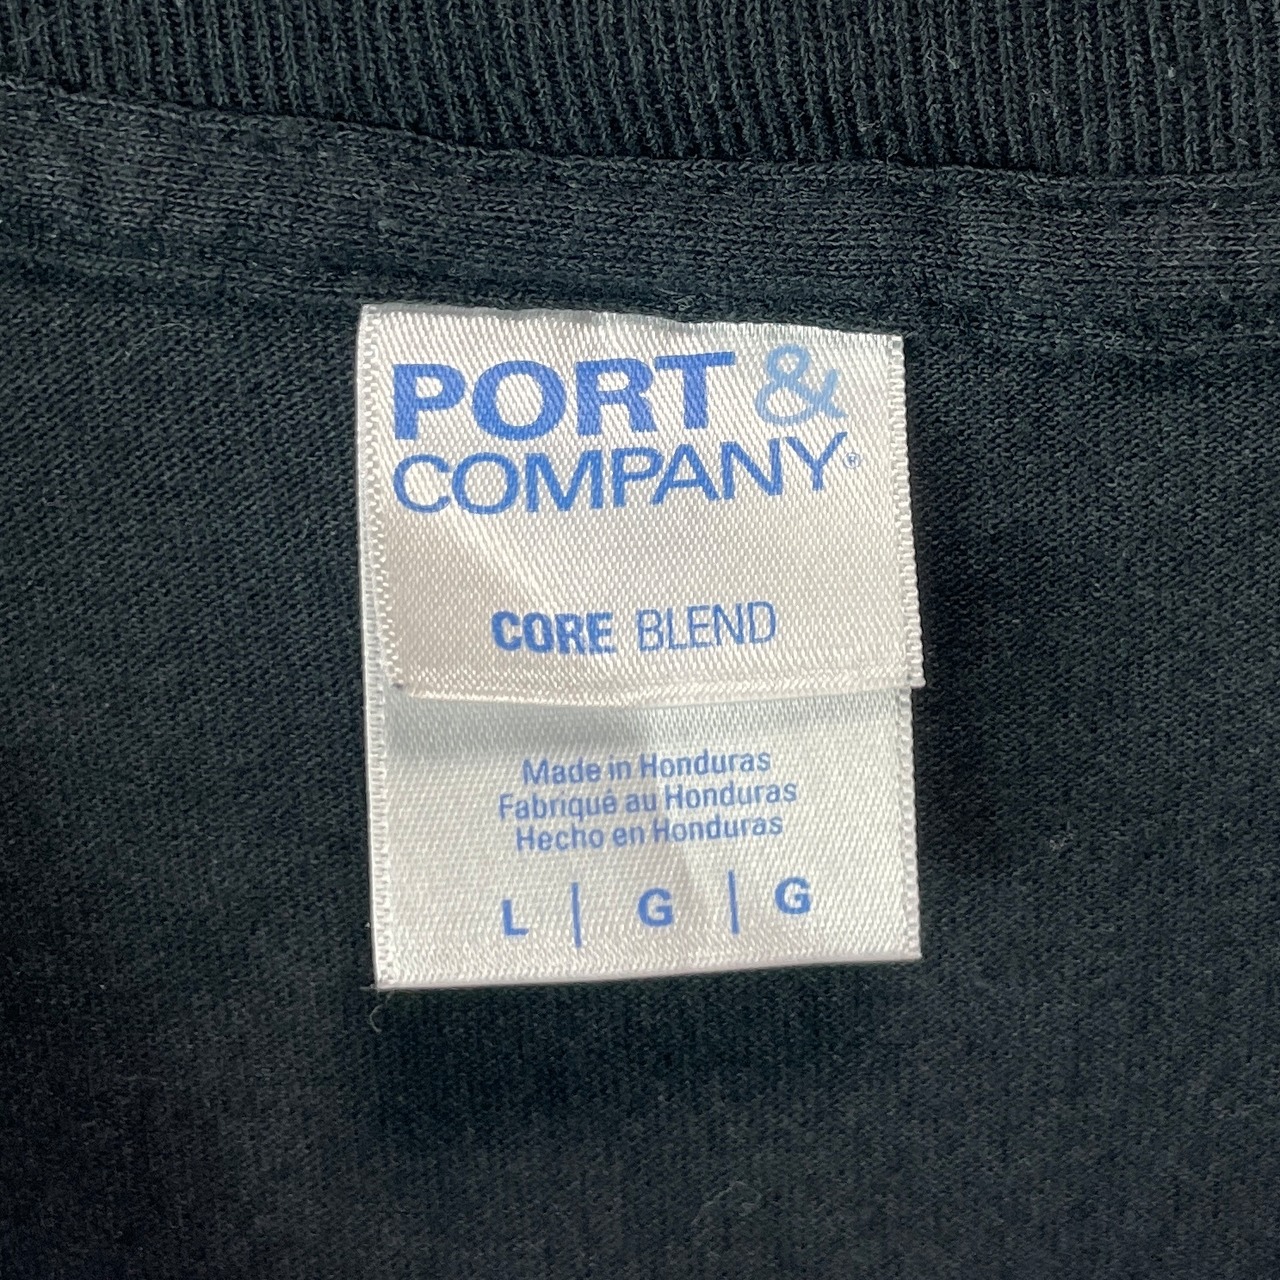 PORT &
COMPANY®
CORE BLEND
Made in Honduras
Fabriqué au Honduras
Hecho en Honduras
L | G | G